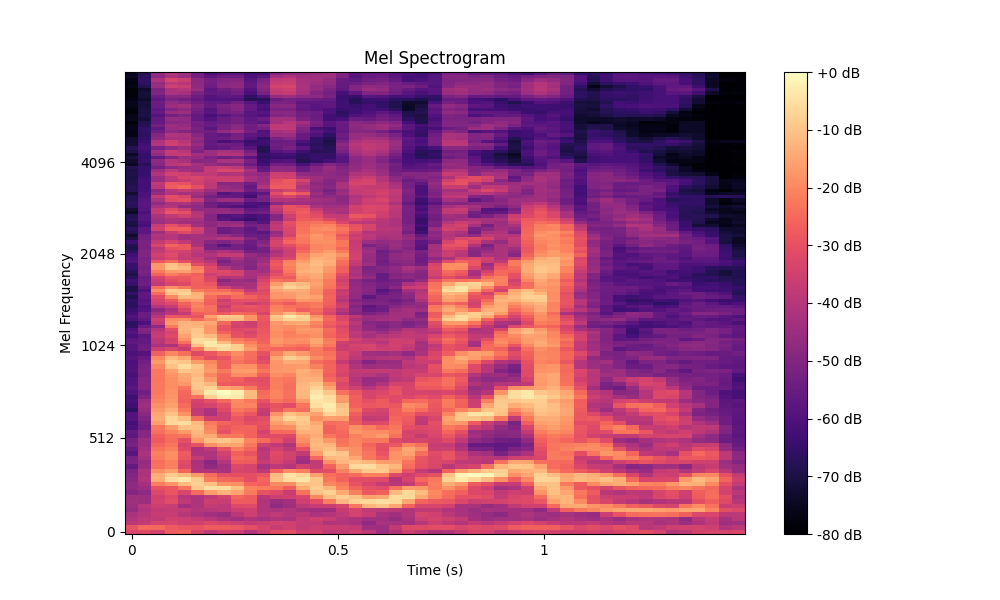 Mel Spectrogram
Mel Frequency
4096
2048
1024
512
0
0
0.5
1
Time (s)
+0 dB
-10 dB
-20 dB
-30 dB
-40 dB
-50 dB
-60 dB
-70 dB
-80 dB